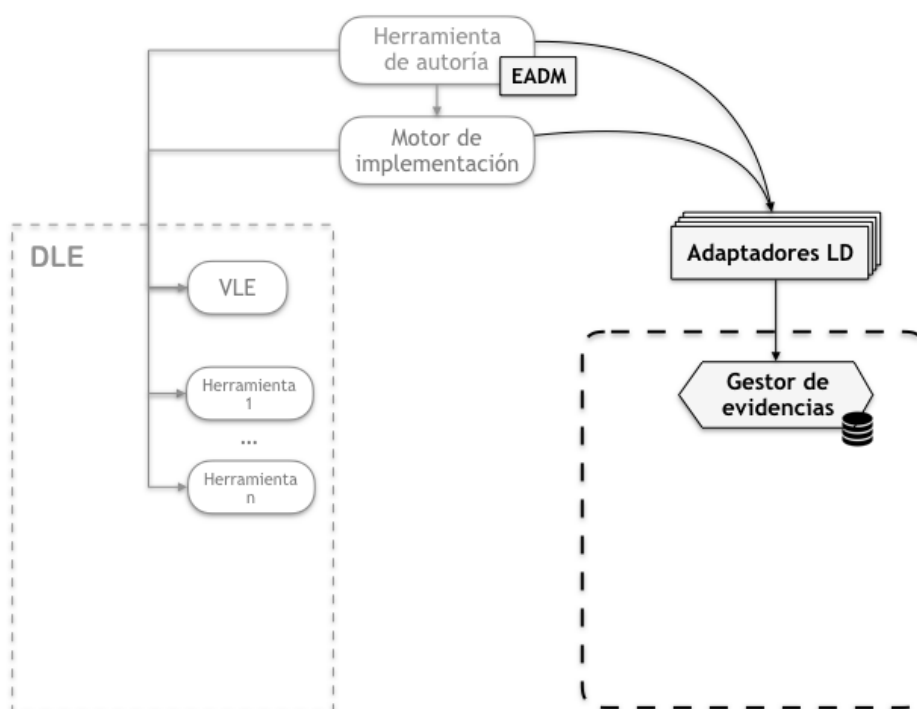 Herramienta
de autoría
EADM
Motor de
implementación
Adaptadores LD
DLE
VLE
Gestor de
evidencias
Herramienta
1
...
Herramienta
n